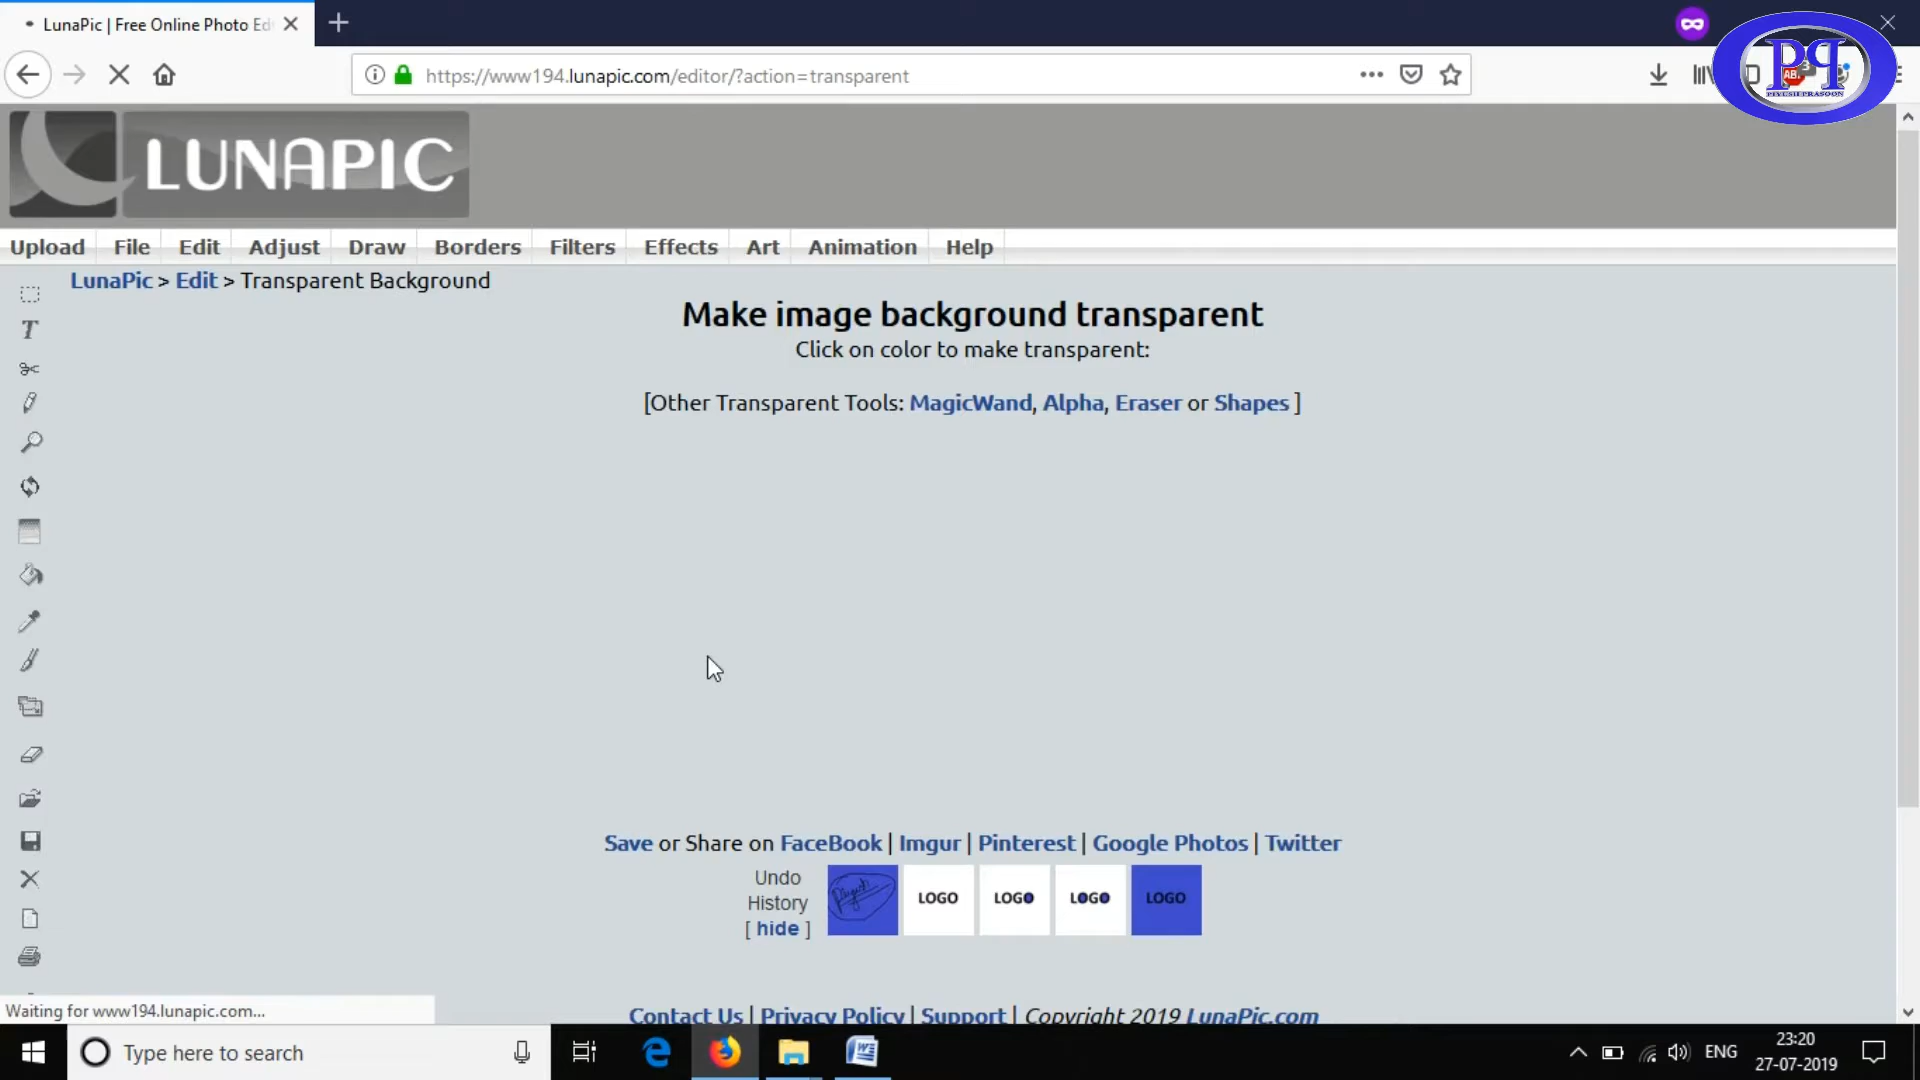 LunaPic | Free Online Photo Ed
https://www194.lunapic.com/editor/?action=transparent
PP
PIYUSH PRASOON
LUNAPIC
Upload File Edit Adjust Draw Borders Filters Effects Art Animation Help
LunaPic > Edit > Transparent Background
Make image background transparent
Click on color to make transparent:
[Other Transparent Tools: MagicWand, Alpha, Eraser or Shapes ]
Save or Share on FaceBook | Imgur | Pinterest | Google Photos | Twitter
Undo
History
[ hide ]
LOGO LOGO LOGO LOGO
Waiting for www194.lunapic.com...
Contact Us | Privacy Policy | Support | Copyright 2019 LunaPic.com
Type here to search
ENG
23:20
27-07-2019